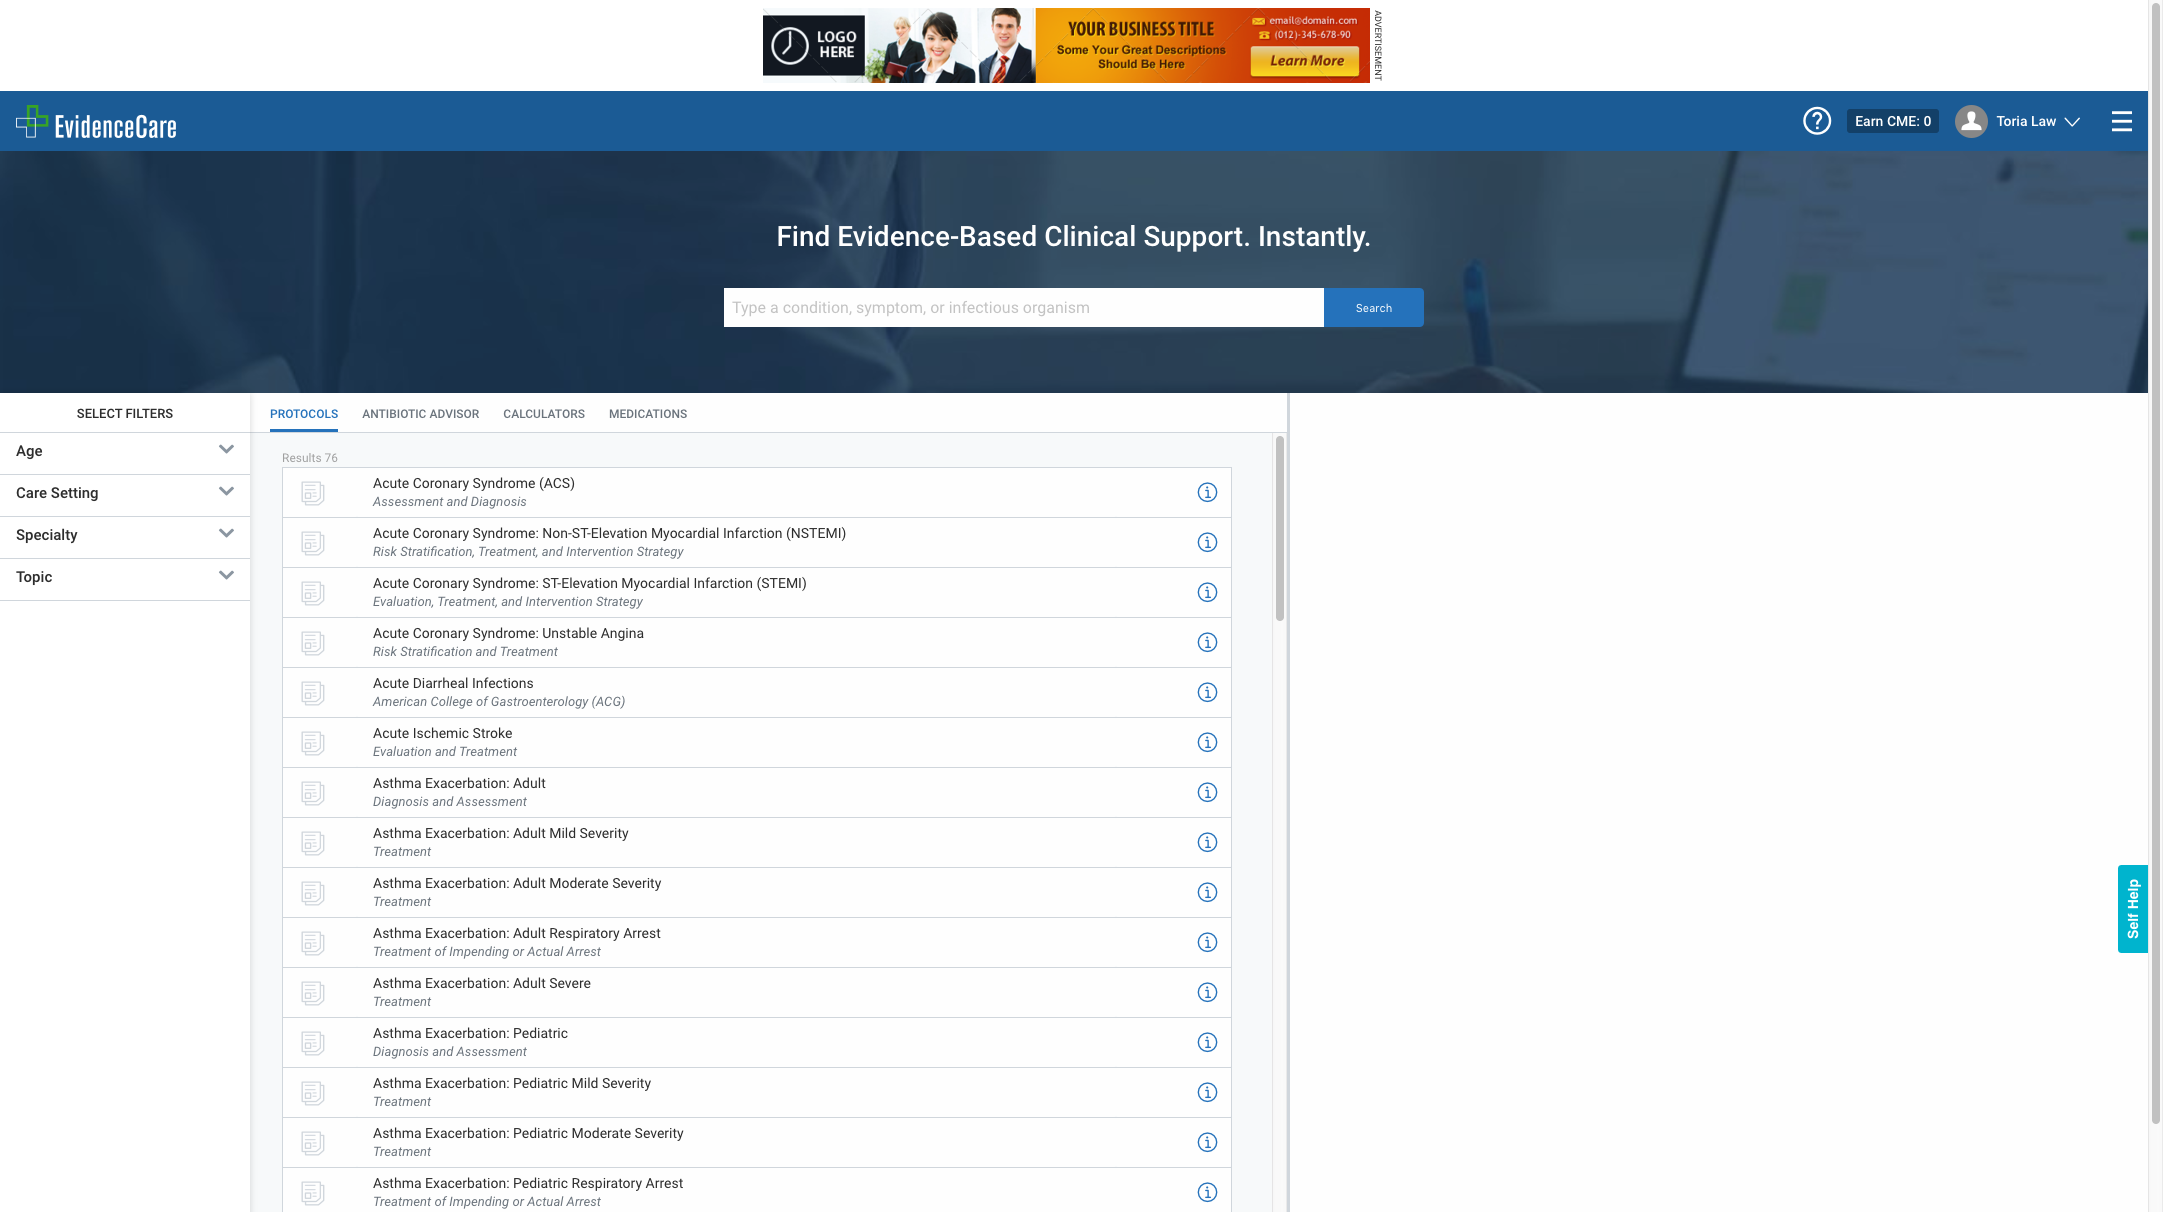 LOGO
HERE
YOUR BUSINESS TITLE
Some Your Great Descriptions
Should Be Here
email@domain.com
(012)-345-678-90
Learn More
ADVERTISEMENT
EvidenceCare
Earn CME: 0
Toria Law
Find Evidence-Based Clinical Support. Instantly.
Type a condition, symptom, or infectious organism
Search
SELECT FILTERS
Age
Care Setting
Specialty
Topic
PROTOCOLS
ANTIBIOTIC ADVISOR
CALCULATORS
MEDICATIONS
Results 76
Acute Coronary Syndrome (ACS)
Assessment and Diagnosis
Acute Coronary Syndrome: Non-ST-Elevation Myocardial Infarction (NSTEMI)
Risk Stratification, Treatment, and Intervention Strategy
Acute Coronary Syndrome: ST-Elevation Myocardial Infarction (STEMI)
Evaluation, Treatment, and Intervention Strategy
Acute Coronary Syndrome: Unstable Angina
Risk Stratification and Treatment
Acute Diarrheal Infections
American College of Gastroenterology (ACG)
Acute Ischemic Stroke
Evaluation and Treatment
Asthma Exacerbation: Adult
Diagnosis and Assessment
Asthma Exacerbation: Adult Mild Severity
Treatment
Asthma Exacerbation: Adult Moderate Severity
Treatment
Asthma Exacerbation: Adult Respiratory Arrest
Treatment of Impending or Actual Arrest
Asthma Exacerbation: Adult Severe
Treatment
Asthma Exacerbation: Pediatric
Diagnosis and Assessment
Asthma Exacerbation: Pediatric Mild Severity
Treatment
Asthma Exacerbation: Pediatric Moderate Severity
Treatment
Asthma Exacerbation: Pediatric Respiratory Arrest
Treatment of Impending or Actual Arrest
Self Help